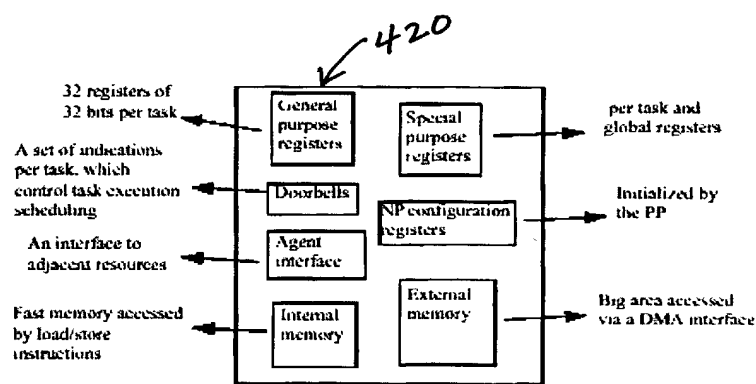 420
32 registers of
32 bits per task
General
purpose
registers
Special
purpose
registers
per task and
global registers
A set of indications
per task, which
control task execution
scheduling
Doorbells
NP configuration
registers
Initialized by
the PP
An interface to
adjacent resources
Agent
interface
Fast memory accessed
by load/store
instructions
Internal
memory
External
memory
Big area accessed
via a DMA interface